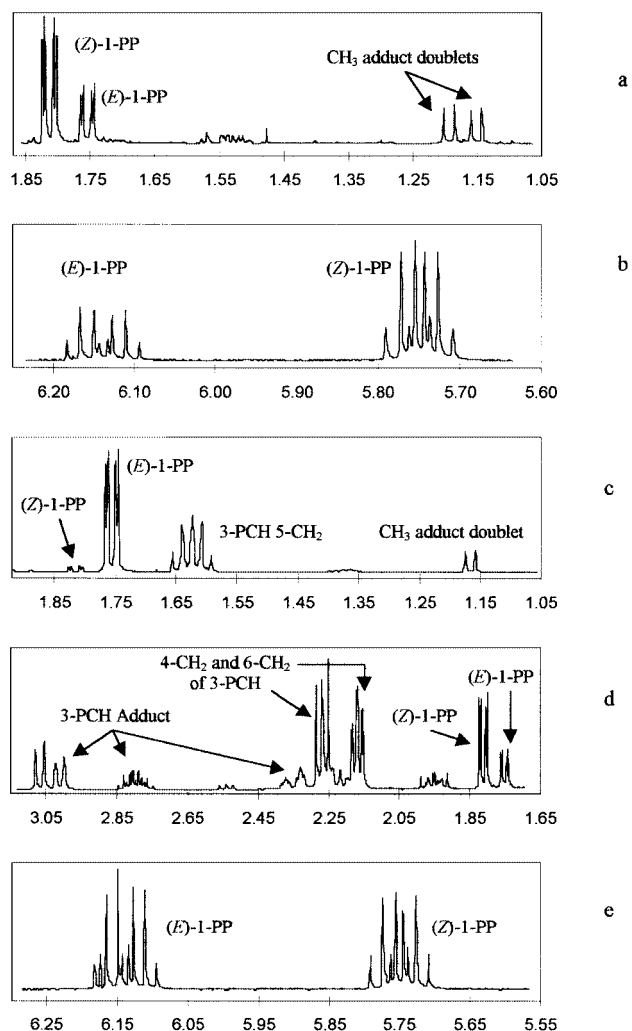 (Z)-1-PP
(E)-1-PP
CH₃ adduct doublets
a
1.85 1.75 1.65 1.55 1.45 1.35 1.25 1.15 1.05
(E)-1-PP
(Z)-1-PP
b
6.20 6.10 6.00 5.90 5.80 5.70 5.60
(E)-1-PP
(Z)-1-PP
3-PCH 5-CH₂
CH₃ adduct doublet
c
1.85 1.75 1.65 1.55 1.45 1.35 1.25 1.15 1.05
4-CH₂ and 6-CH₂
of 3-PCH
(E)-1-PP
3-PCH Adduct
(Z)-1-PP
d
3.05 2.85 2.65 2.45 2.25 2.05 1.85 1.65
(E)-1-PP
(Z)-1-PP
e
6.25 6.15 6.05 5.95 5.85 5.75 5.65 5.55